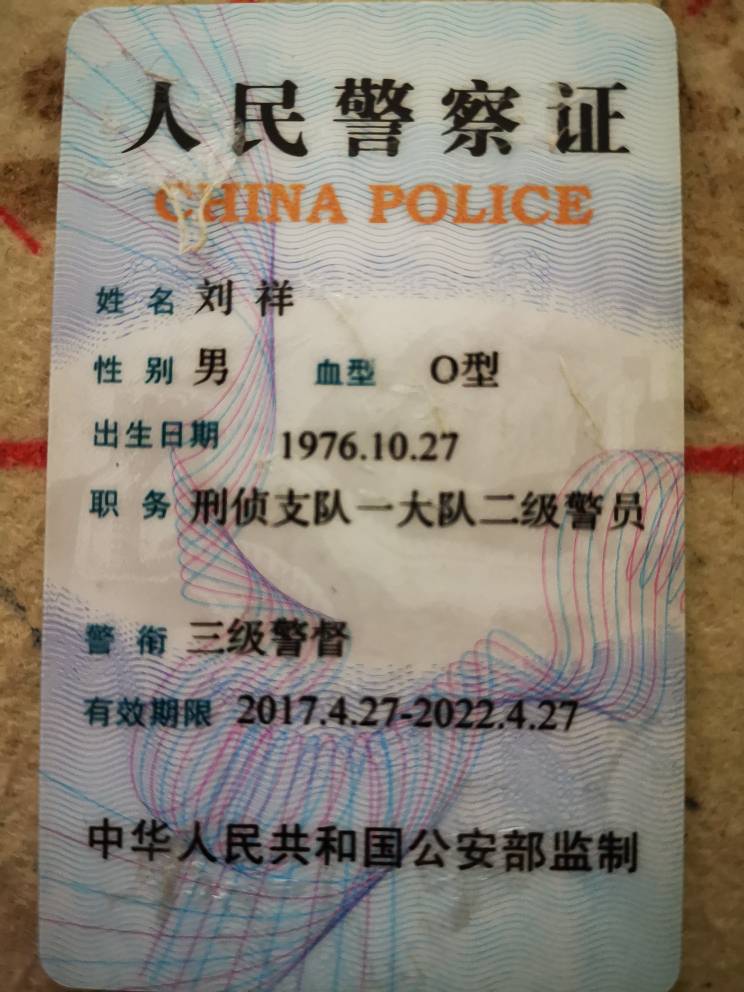 人民警察证
CHINA POLICE
姓名 刘祥
性别 男 血型 O型
出生日期 1976.10.27
职务 刑侦支队一大队二级警员
警衔 三级警督
有效期限 2017.4.27-2022.4.27
中华人民共和国公安部监制